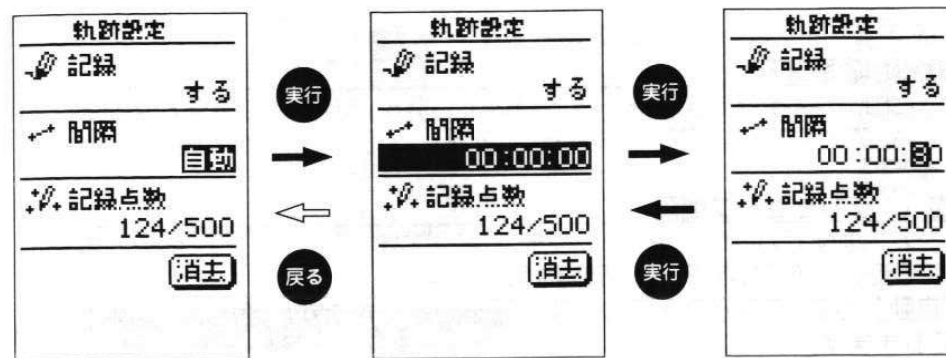 軌跡設定
記録
する
間隔
自動
記録点数
124/500
消去
実行
戻る
軌跡設定
記録
する
間隔
00:00:00
記録点数
124/500
消去
実行
実行
軌跡設定
記録
する
間隔
00:00:30
記録点数
124/500
消去